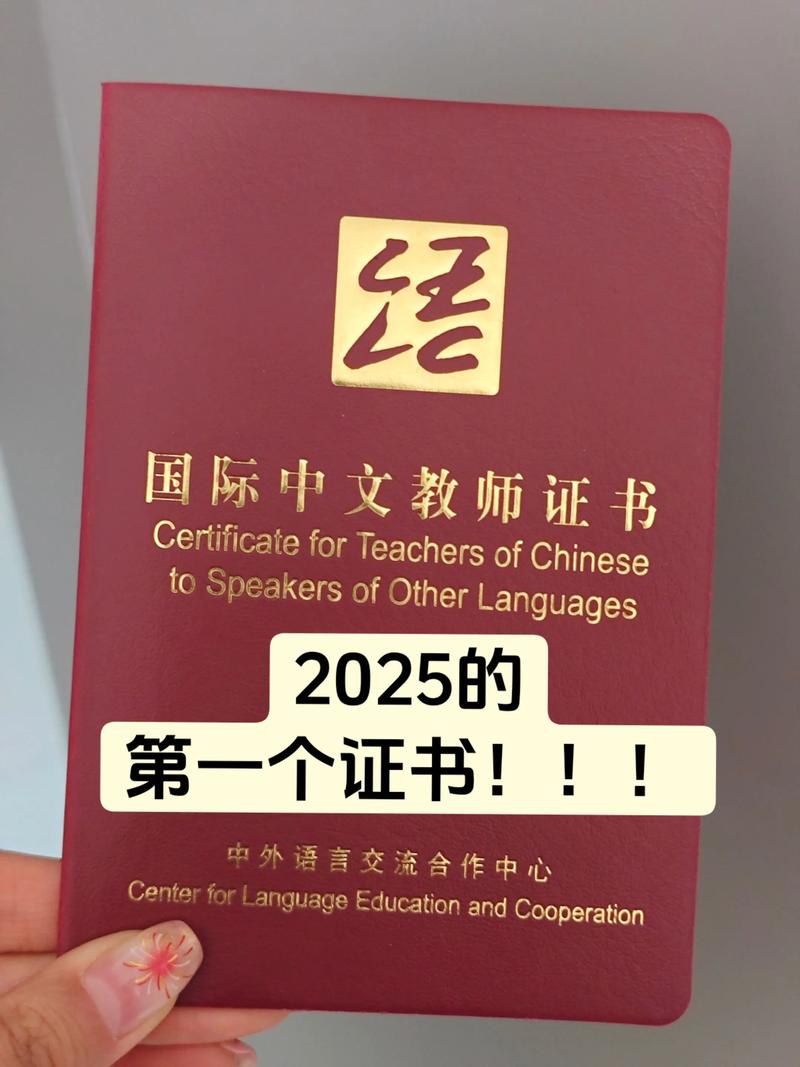 国际中文教师证书
Certificate for Teachers of Chinese
to Speakers of Other Languages
2025的
第一个证书！！！
中外语言交流合作中心
Center for Language Education and Cooperation